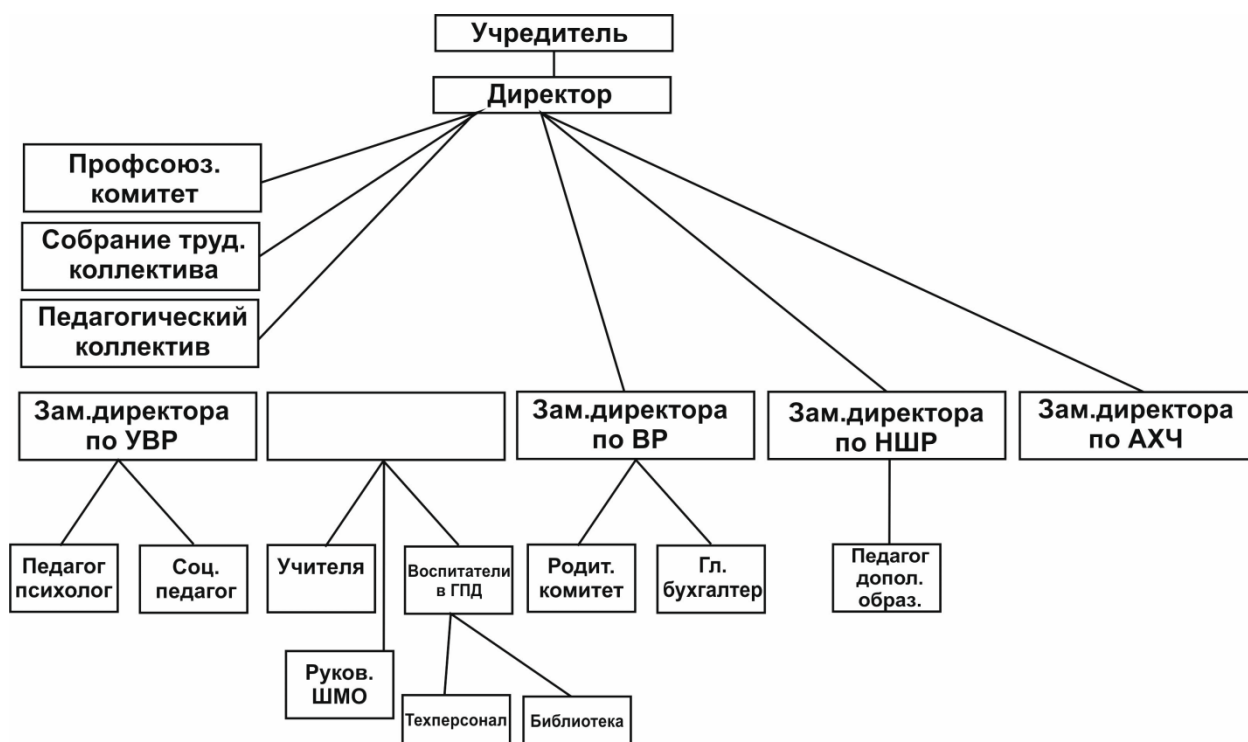 Учредитель
Директор
Профсоюз.
комитет
Собрание труд.
коллектива
Педагогический
коллектив
Зам.директора
по УВР
Зам.директора
по ВР
Зам.директора
по НШР
Зам.директора
по АХЧ
Педагог
психолог
Соц.
педагог
Учителя
Воспитатели
в ГПД
Родит.
комитет
Гл.
бухгалтер
Педагог
допол.
образ.
Руков.
ШМО
Техперсонал
Библиотека